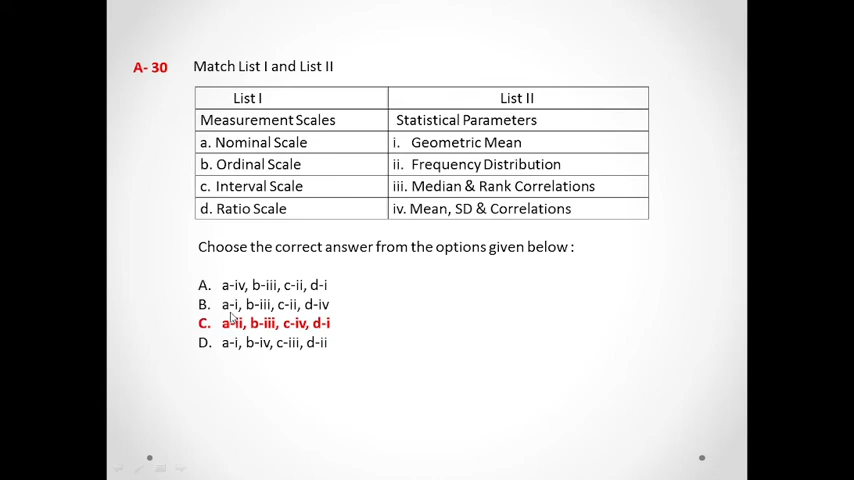 A- 30 Match List I and List II
List I List II
Measurement Scales Statistical Parameters
a. Nominal Scale i. Geometric Mean
b. Ordinal Scale ii. Frequency Distribution
c. Interval Scale iii. Median & Rank Correlations
d. Ratio Scale iv. Mean, SD & Correlations
Choose the correct answer from the options given below :
A. a-iv, b-iii, c-ii, d-i
B. a-i, b-iii, c-ii, d-iv
C. a-ii, b-iii, c-iv, d-i
D. a-i, b-iv, c-iii, d-ii